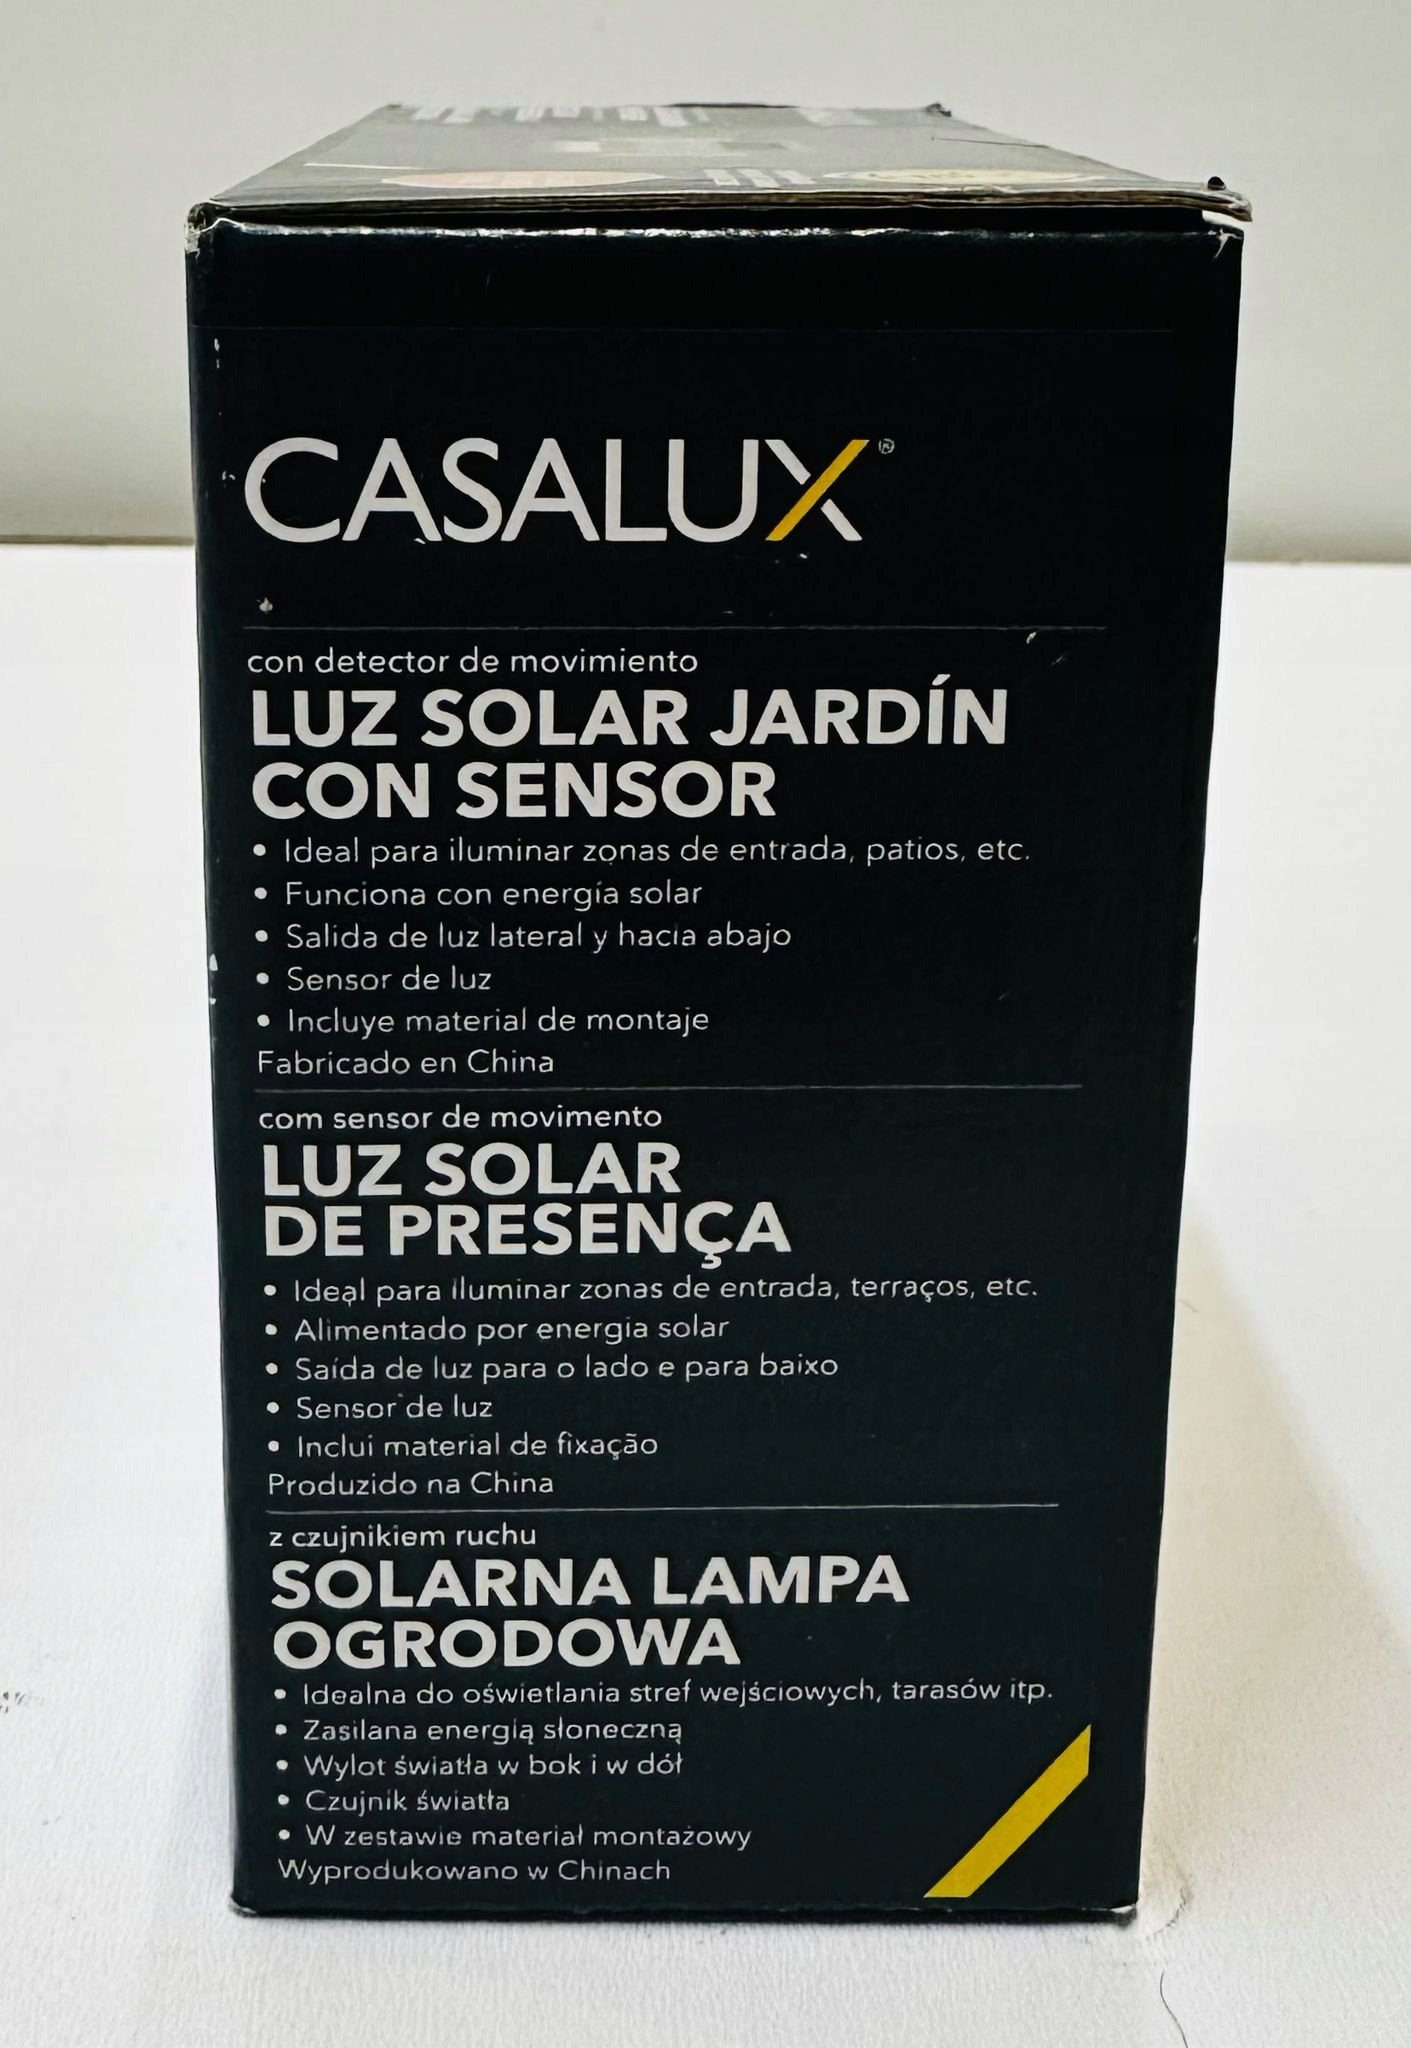 CASALUX®
con detector de movimiento
LUZ SOLAR JARDÍN
CON SENSOR
• Ideal para iluminar zonas de entrada, patios, etc.
• Funciona con energía solar
• Salida de luz lateral y hacia abajo
• Sensor de luz
• Incluye material de montaje
Fabricado en China
com sensor de movimento
LUZ SOLAR
DE PRESENÇA
• Ideal para iluminar zonas de entrada, terraços, etc.
• Alimentado por energia solar
• Saída de luz para o lado e para baixo
• Sensor de luz
• Inclui material de fixação
Produzido na China
z czujnikiem ruchu
SOLARNA LAMPA
OGRODOWA
• Idealna do oświetlania stref wejściowych, tarasów itp.
• Zasilana energią słoneczną
• Wylot światła w bok i w dół
• Czujnik światła
• W zestawie materiał montażowy
Wyprodukowano w Chinach